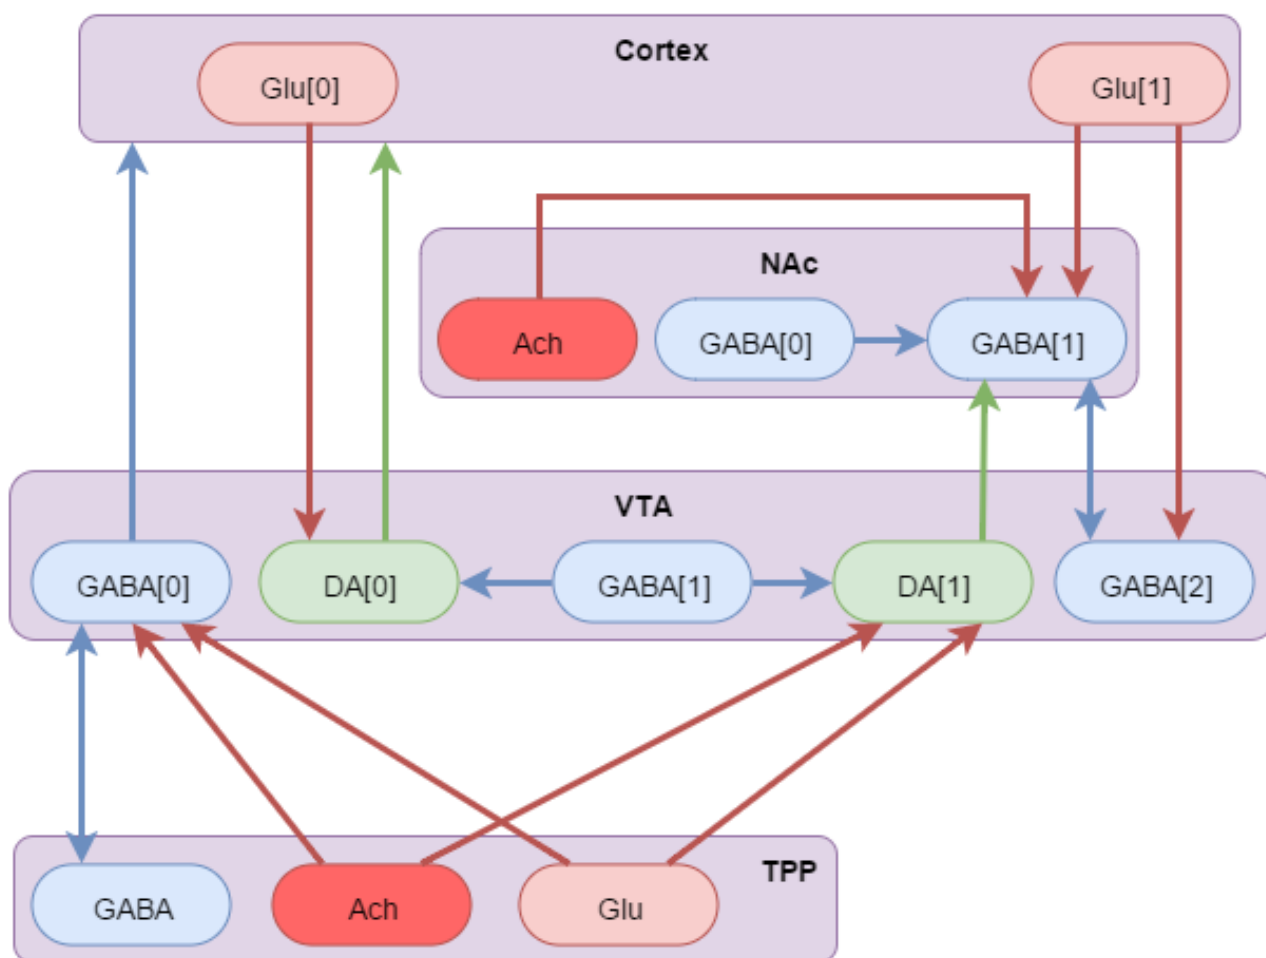 Cortex
Glu[0]
Glu[1]
NAc
Ach
GABA[0]
GABA[1]
VTA
GABA[0]
DA[0]
GABA[1]
DA[1]
GABA[2]
TPP
GABA
Ach
Glu